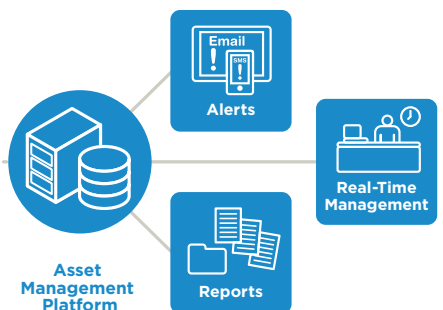 Email
!
SMS
!
Alerts
Real-Time
Management
Asset
Management
Platform
Reports